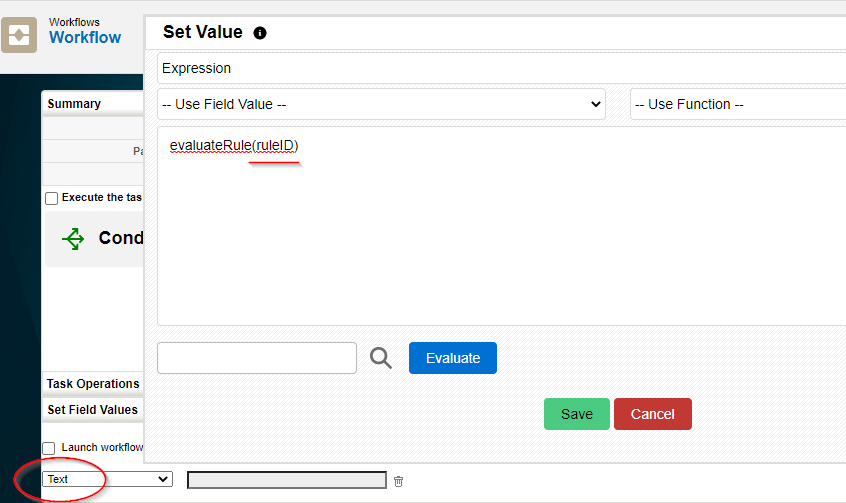 Workflows
Workflow
Set Value
Expression
-- Use Field Value --
-- Use Function --
evaluateRule(ruleID)
Evaluate
Save
Cancel
Summary
Pa
Execute the tas
Cond
Task Operations
Set Field Values
Launch workflow
Text